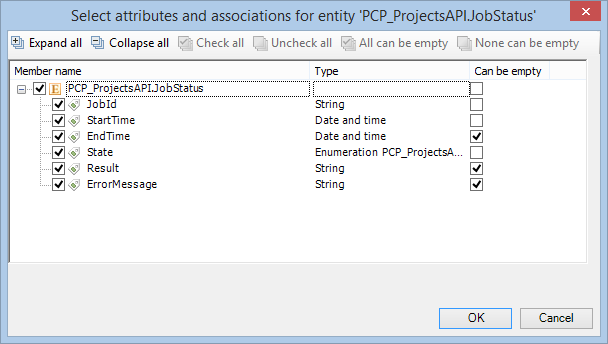 Select attributes and associations for entity 'PCP_ProjectsAPI.JobStatus'
Expand all Collapse all Check all Uncheck all All can be empty None can be empty
Member name Type Can be empty
E PCP_ProjectsAPI.JobStatus
JobId String
StartTime Date and time
EndTime Date and time
State Enumeration PCP_ProjectsA...
Result String
ErrorMessage String
OK Cancel